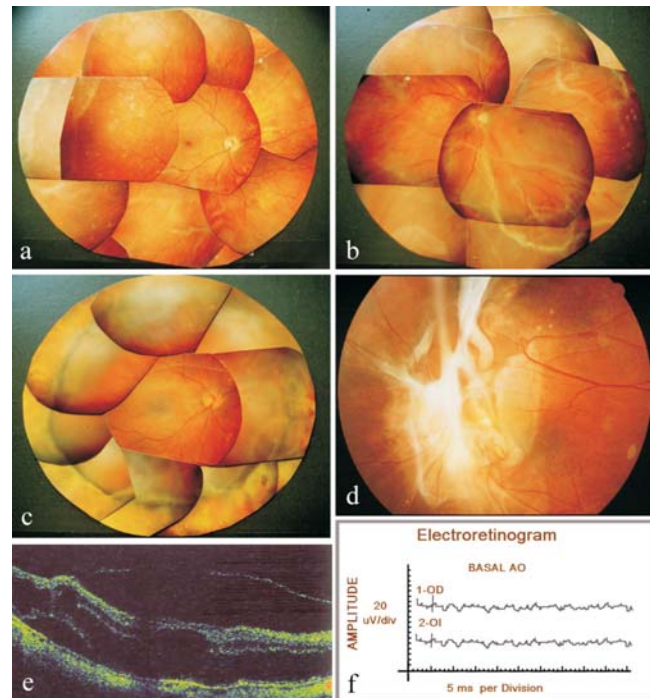 a
b
c
d
e
Electroretinogram
BASAL AO
AMPLITUDE
20
uV/div
1-OD
2-OI
5 ms per Division
f